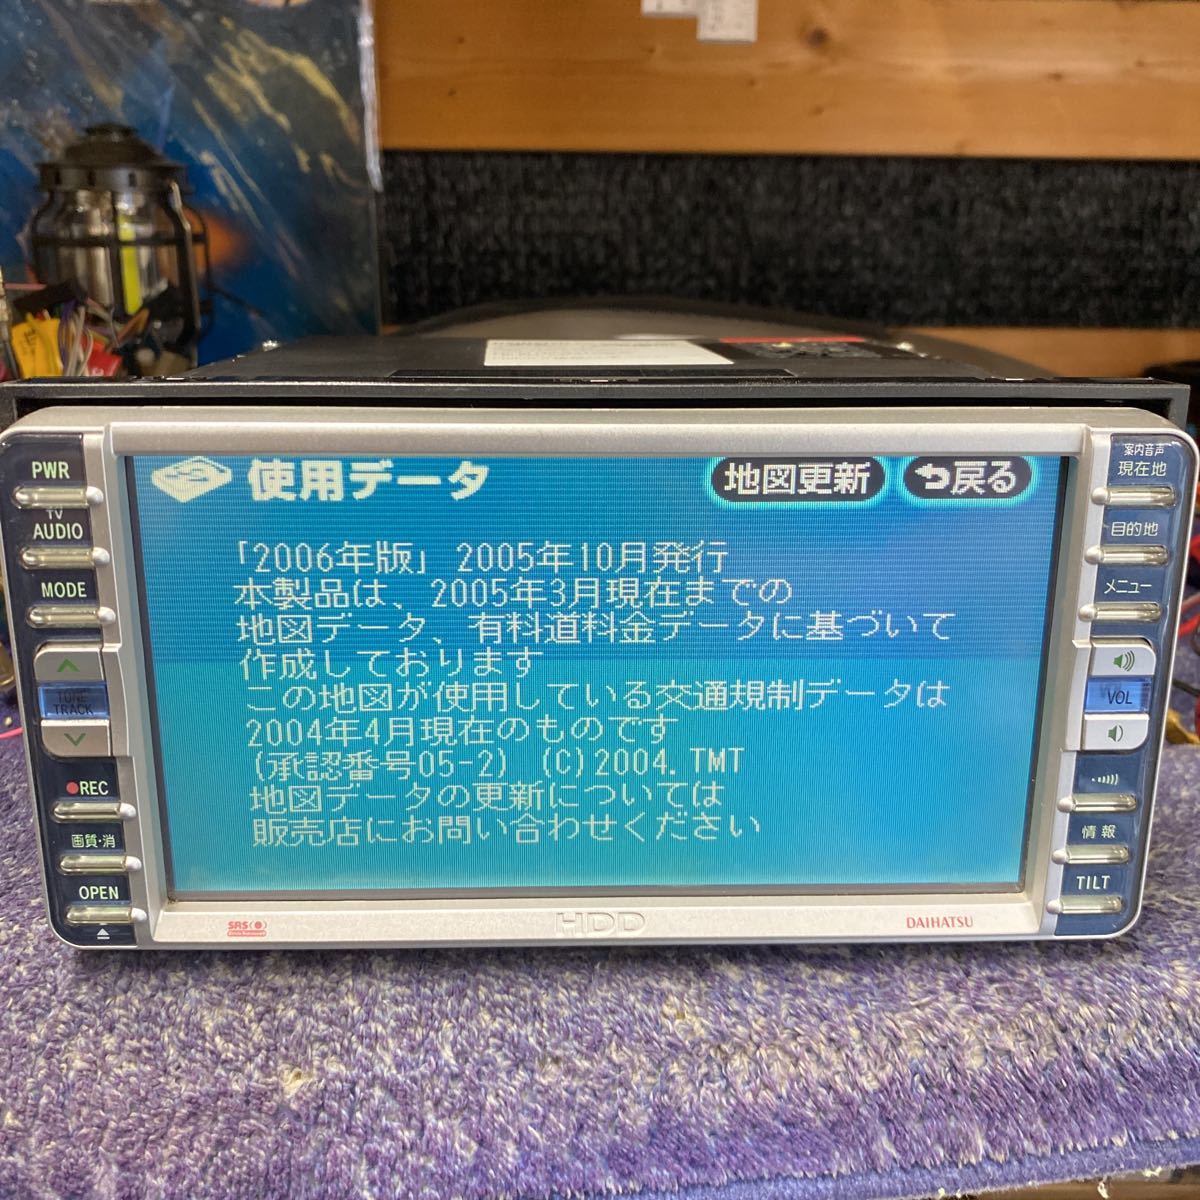 使用データ
地図更新
戻る
「2006年版」 2005年10月発行
本製品は、2005年3月現在までの
地図データ、有料道料金データに基づいて
作成しております
この地図が使用している交通規制データは
2004年4月現在のものです
(承認番号05-2) (C)2004. TMT
地図データの更新については
販売店にお問い合わせください
PWR
TV
AUDIO
MODE
TUNE
TRACK
REC
画質・消
OPEN
案内音声
現在地
目的地
メニュー
VOL
情報
TILT
SRS
HDD
DAIHATSU